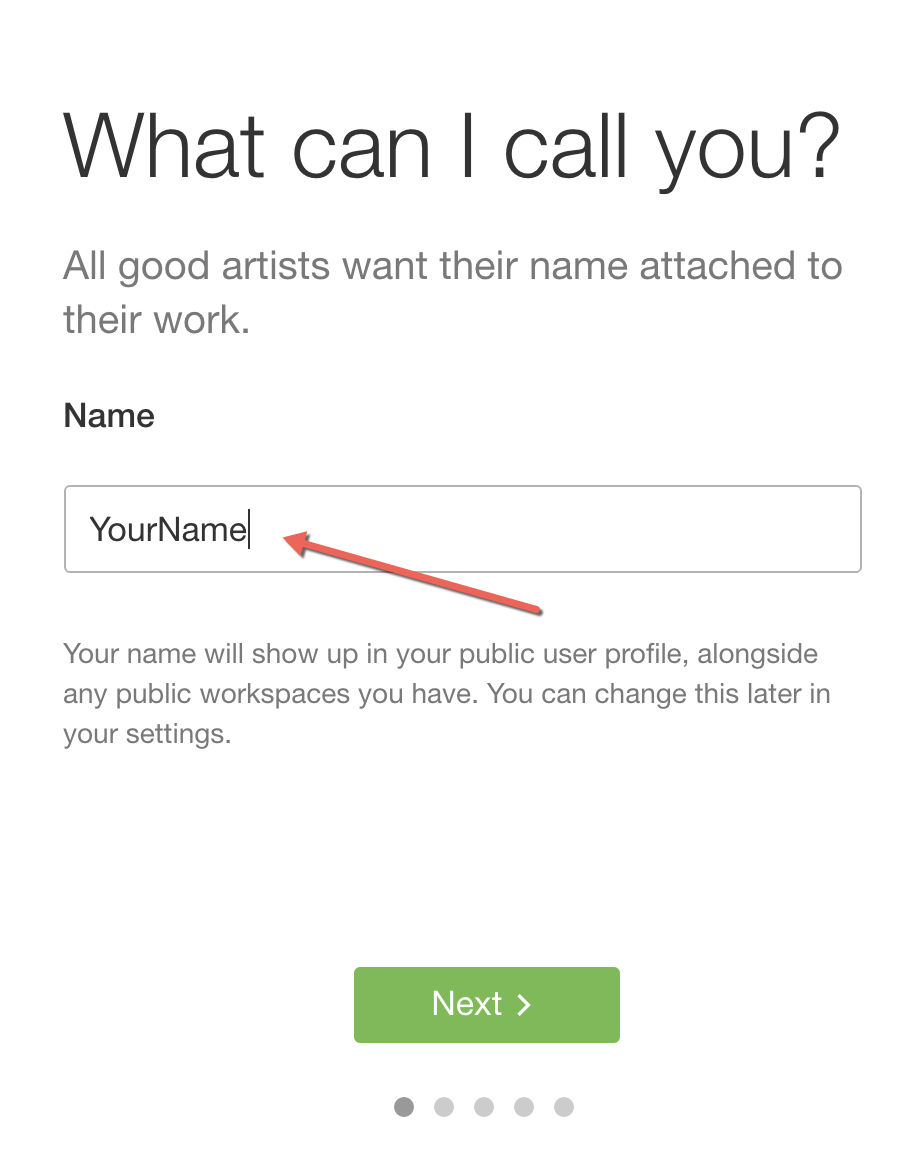 What can I call you?
All good artists want their name attached to
their work.
Name
YourName
Your name will show up in your public user profile, alongside
any public workspaces you have. You can change this later in
your settings.
Next